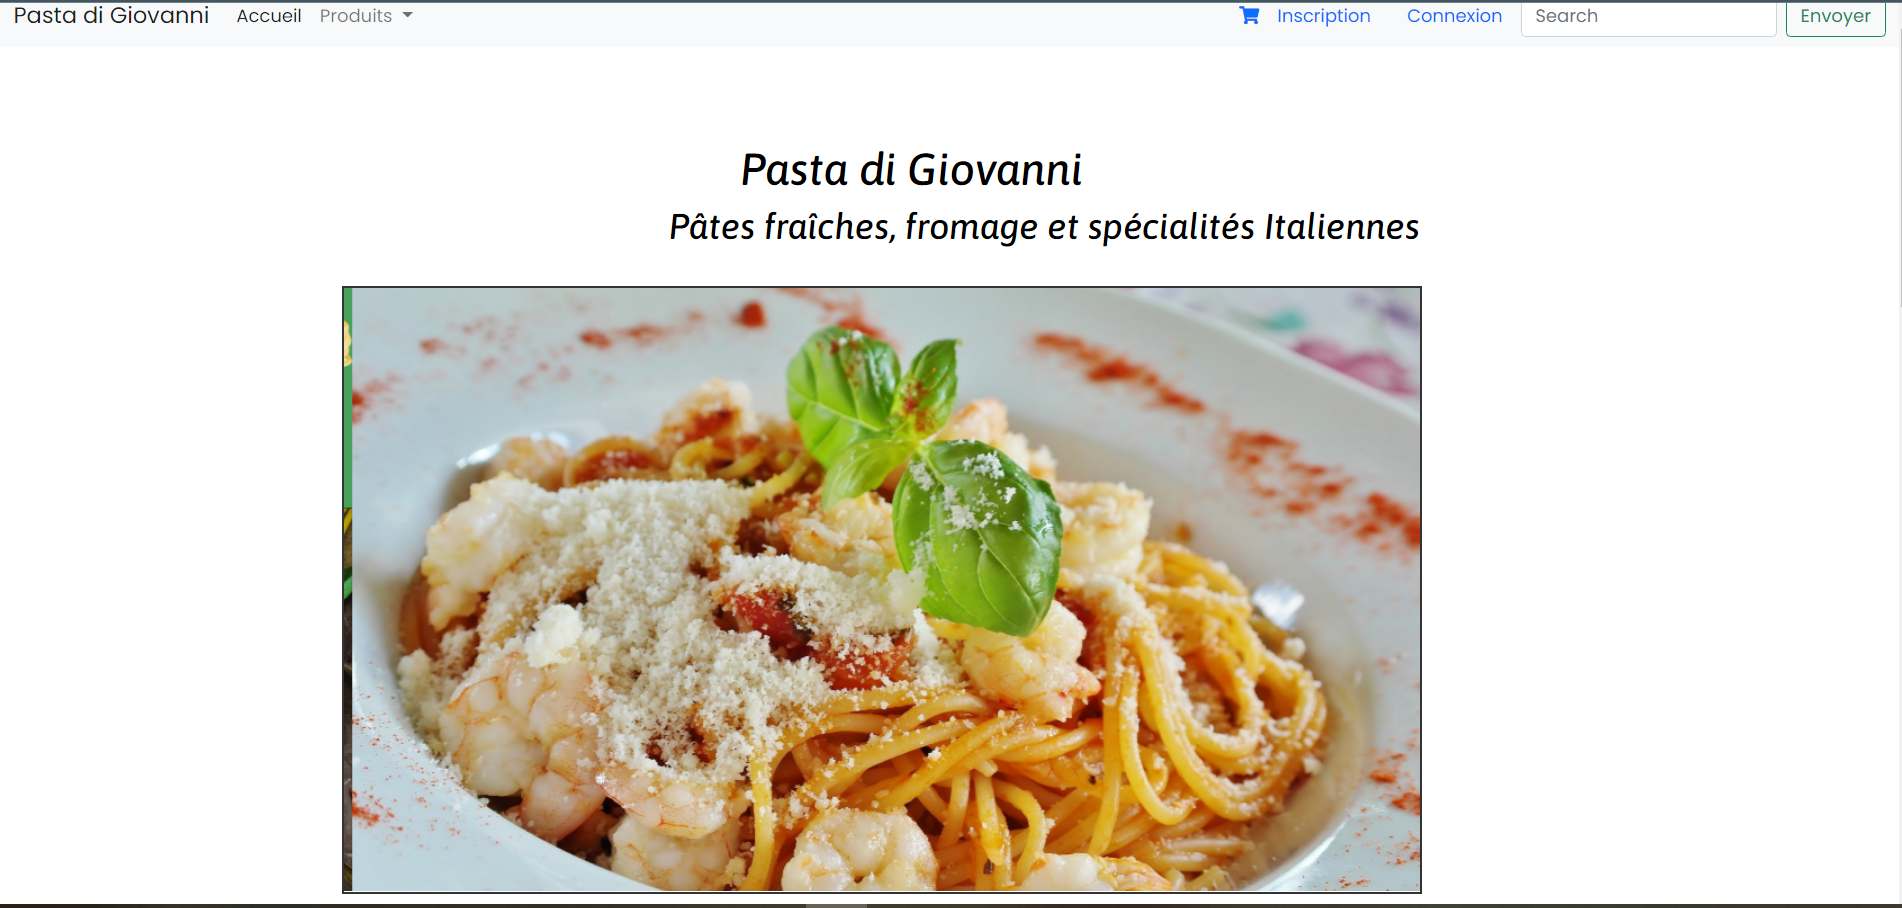 Pasta di Giovanni Accueil Produits Inscription Connexion Search Envoyer
Pasta di Giovanni
Pâtes fraîches, fromage et spécialités Italiennes